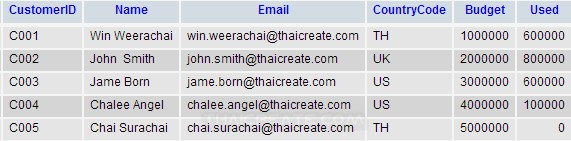 CustomerID Name Email CountryCode Budget Used
C001 Win Weerachai win.weerachai@thaicreate.com TH 1000000 600000
C002 John Smith john.smith@thaicreate.com UK 2000000 800000
C003 Jame Born jame.born@thaicreate.com US 3000000 600000
C004 Chalee Angel chalee.angel@thaicreate.com US 4000000 100000
C005 Chai Surachai chai.surachai@thaicreate.com TH 5000000 0